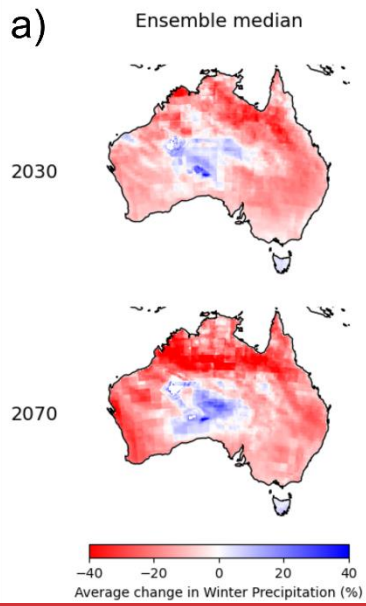 a)
Ensemble median
2030
2070
−40 −20 0 20 40
Average change in Winter Precipitation (%)